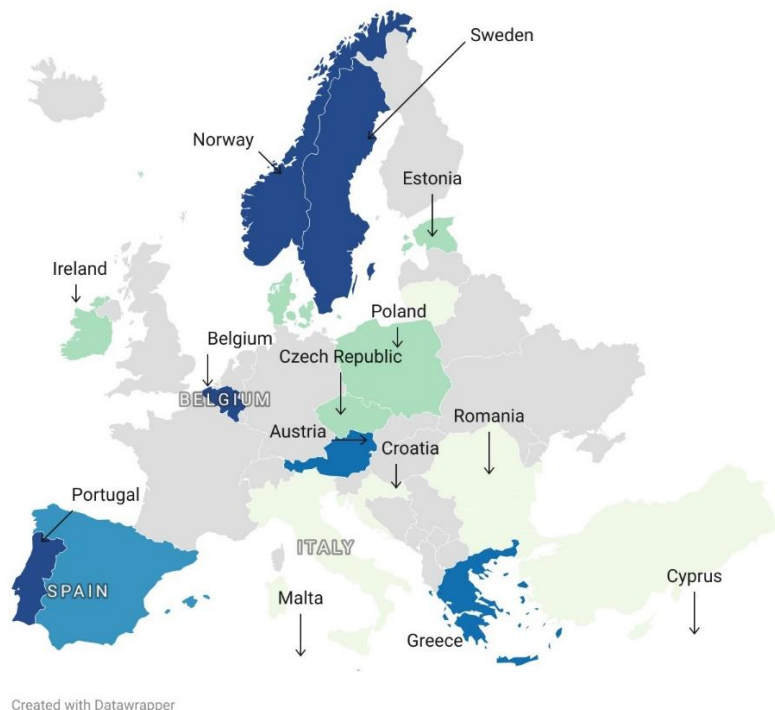 Sweden
Norway
Estonia
Ireland
Poland
Belgium
Czech Republic
BELGIUM
Romania
Austria
Croatia
Portugal
ITALY
Cyprus
SPAIN
Malta
Greece
Created with Datawrapper